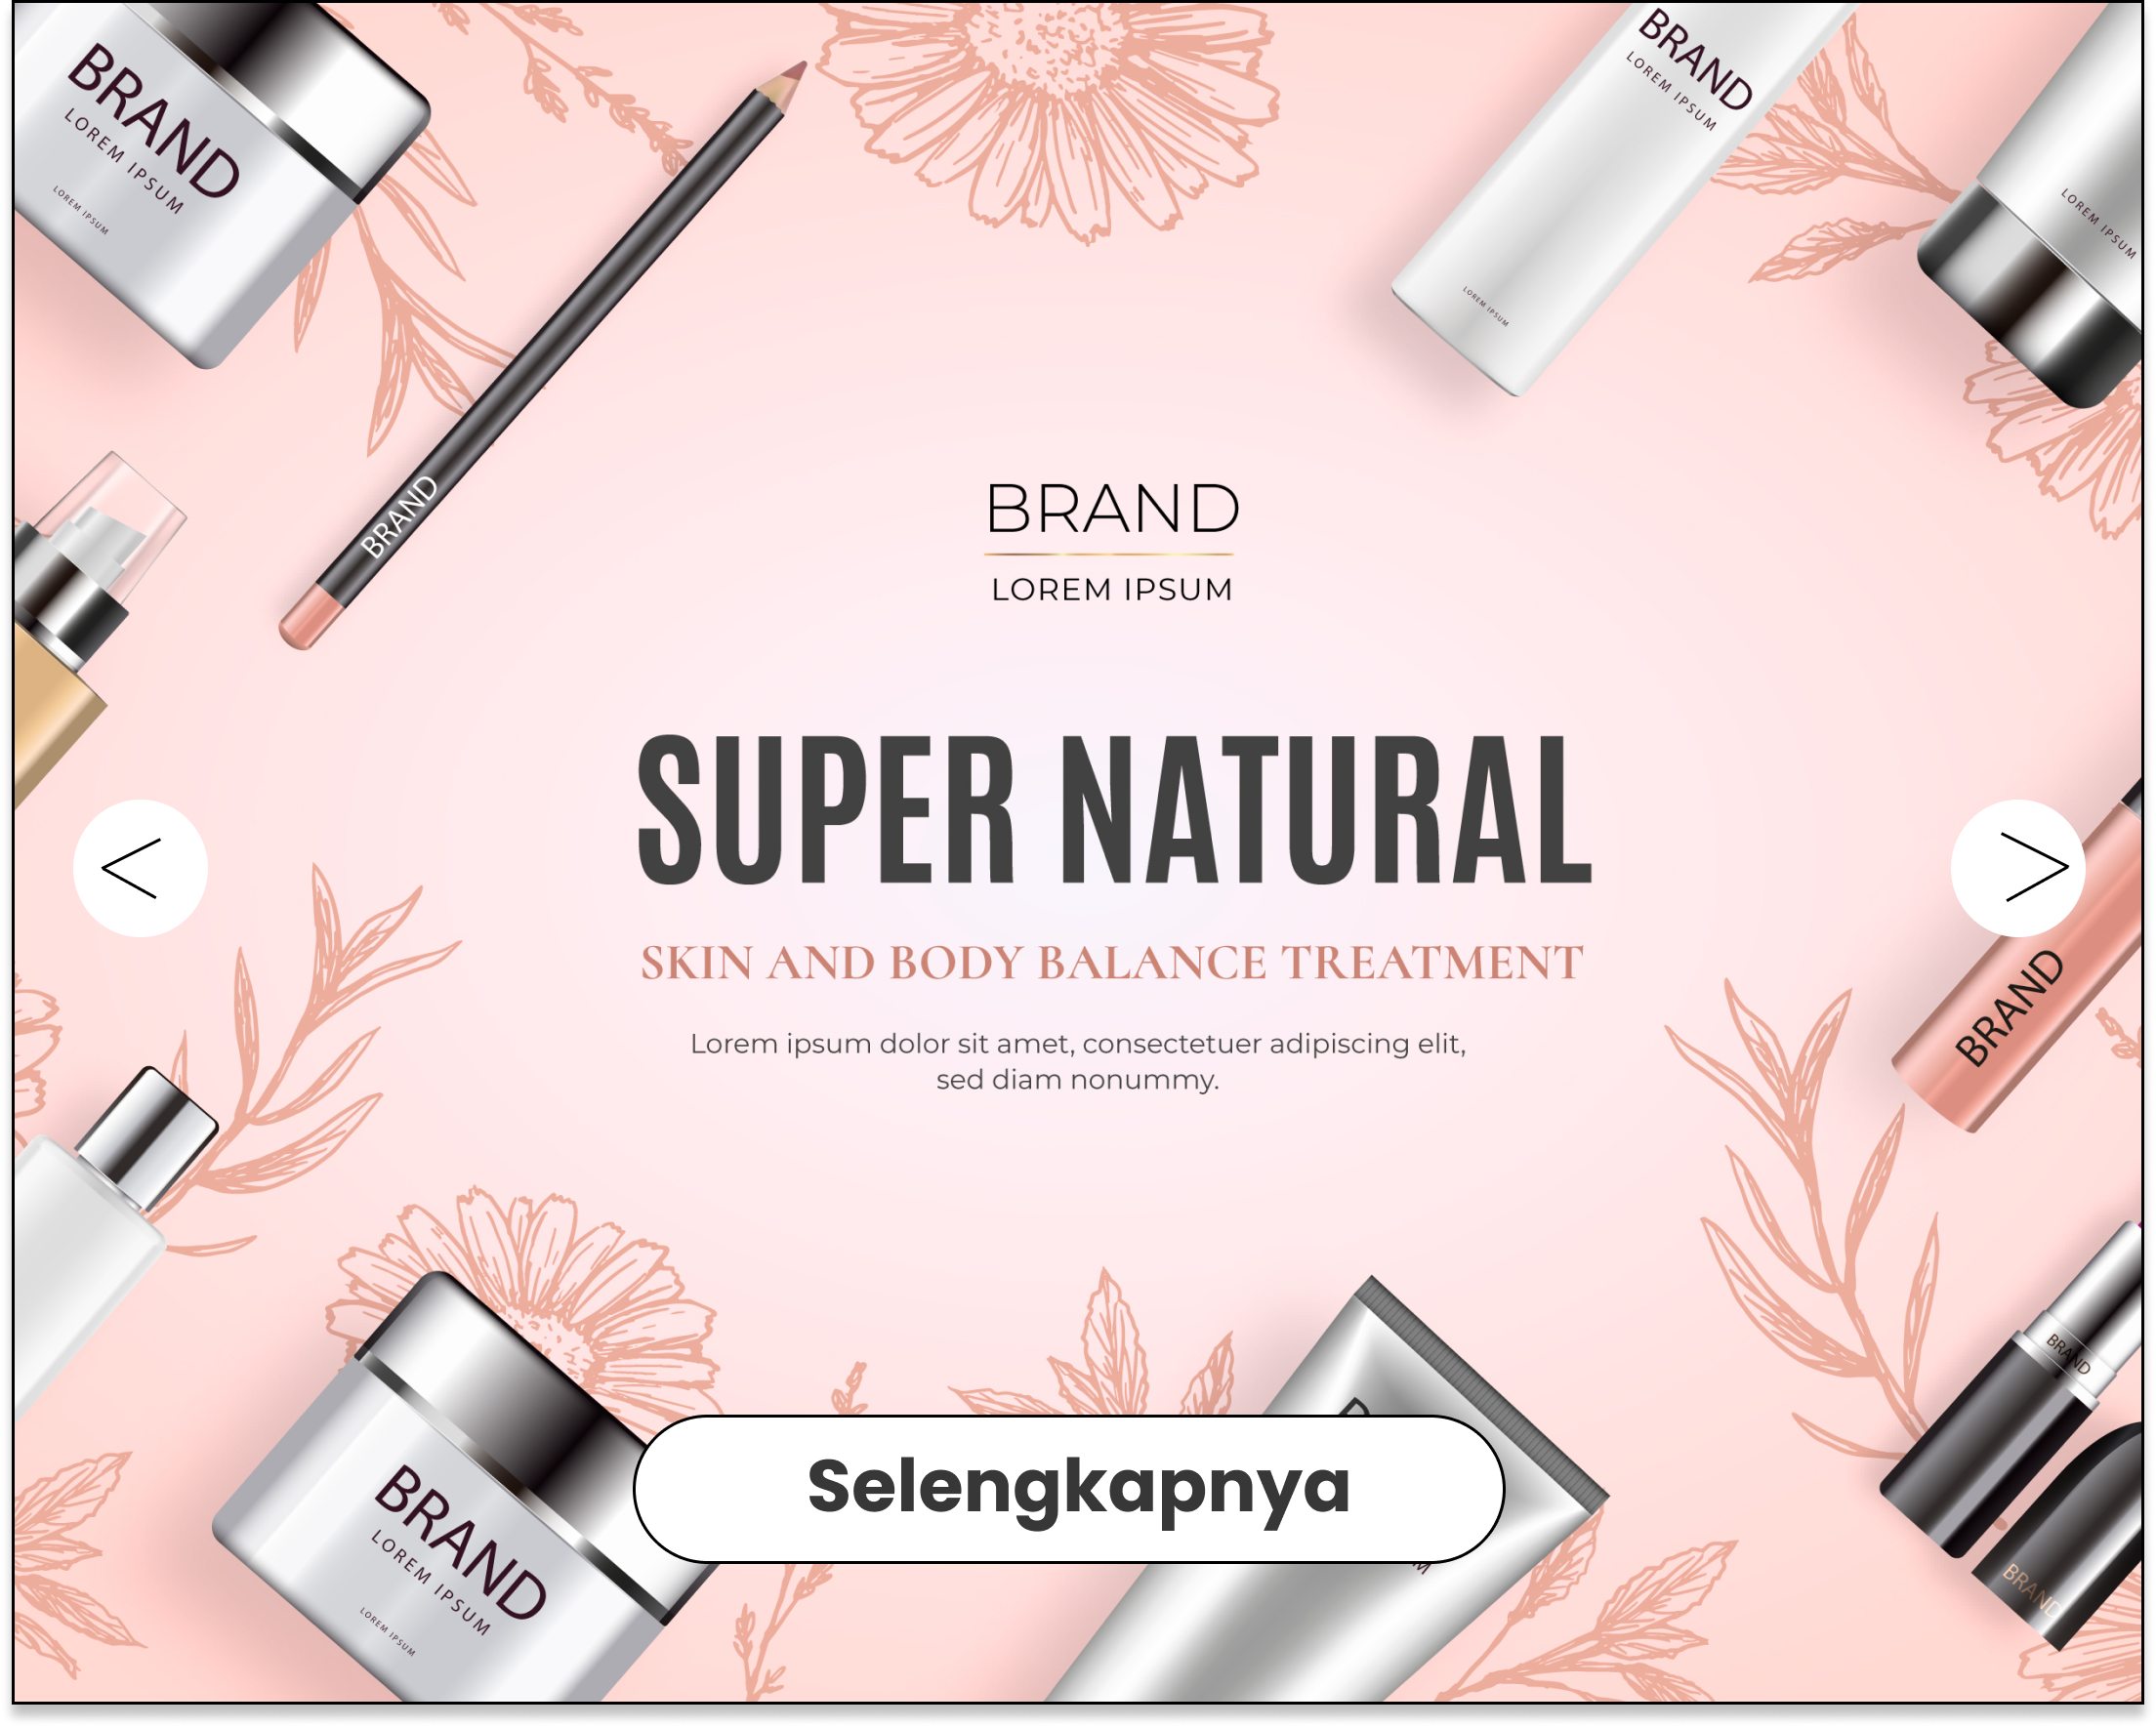 BRAND
LOREM IPSUM
LOREM IPSUM
BRAND
LOREM IPSUM
LOREM IPSUM
LOREM IPSUM
BRAND
BRAND
LOREM IPSUM
SUPER NATURAL
SKIN AND BODY BALANCE TREATMENT
Lorem ipsum dolor sit amet, consectetuer adipiscing elit,
sed diam nonummy.
BRAND
BRAND
BRAND
Selengkapnya
BRAND
LOREM IPSUM
LOREM IPSUM